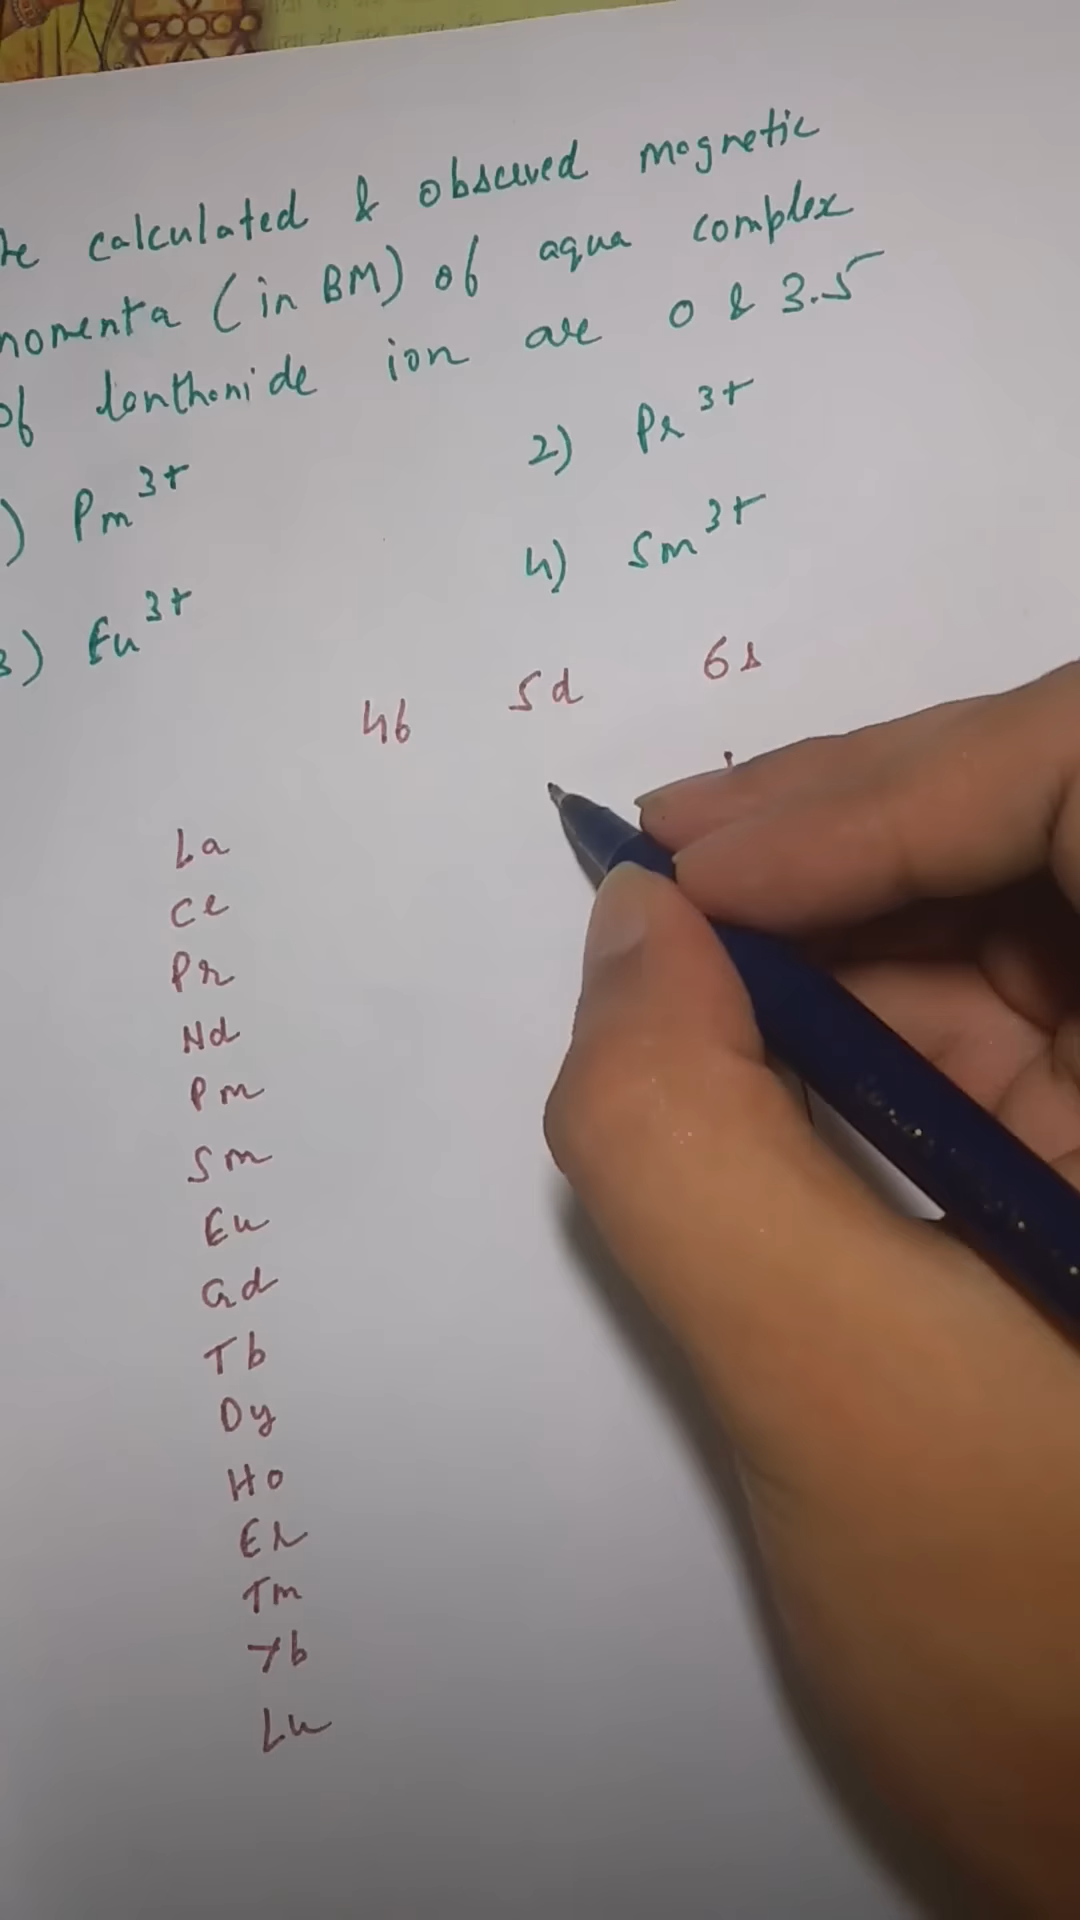 calculated & observed magnetic
momenta (in BM) of aqua complex
of lanthanide ion are 0 & 3.5
) Pm3+ 2) Pr3+
3) Eu3+ 4) Sm3+
4f 5d 6s
La
Ce
Pr
Nd
Pm
Sm
Eu
Gd
Tb
Dy
Ho
Er
Tm
Yb
Lu